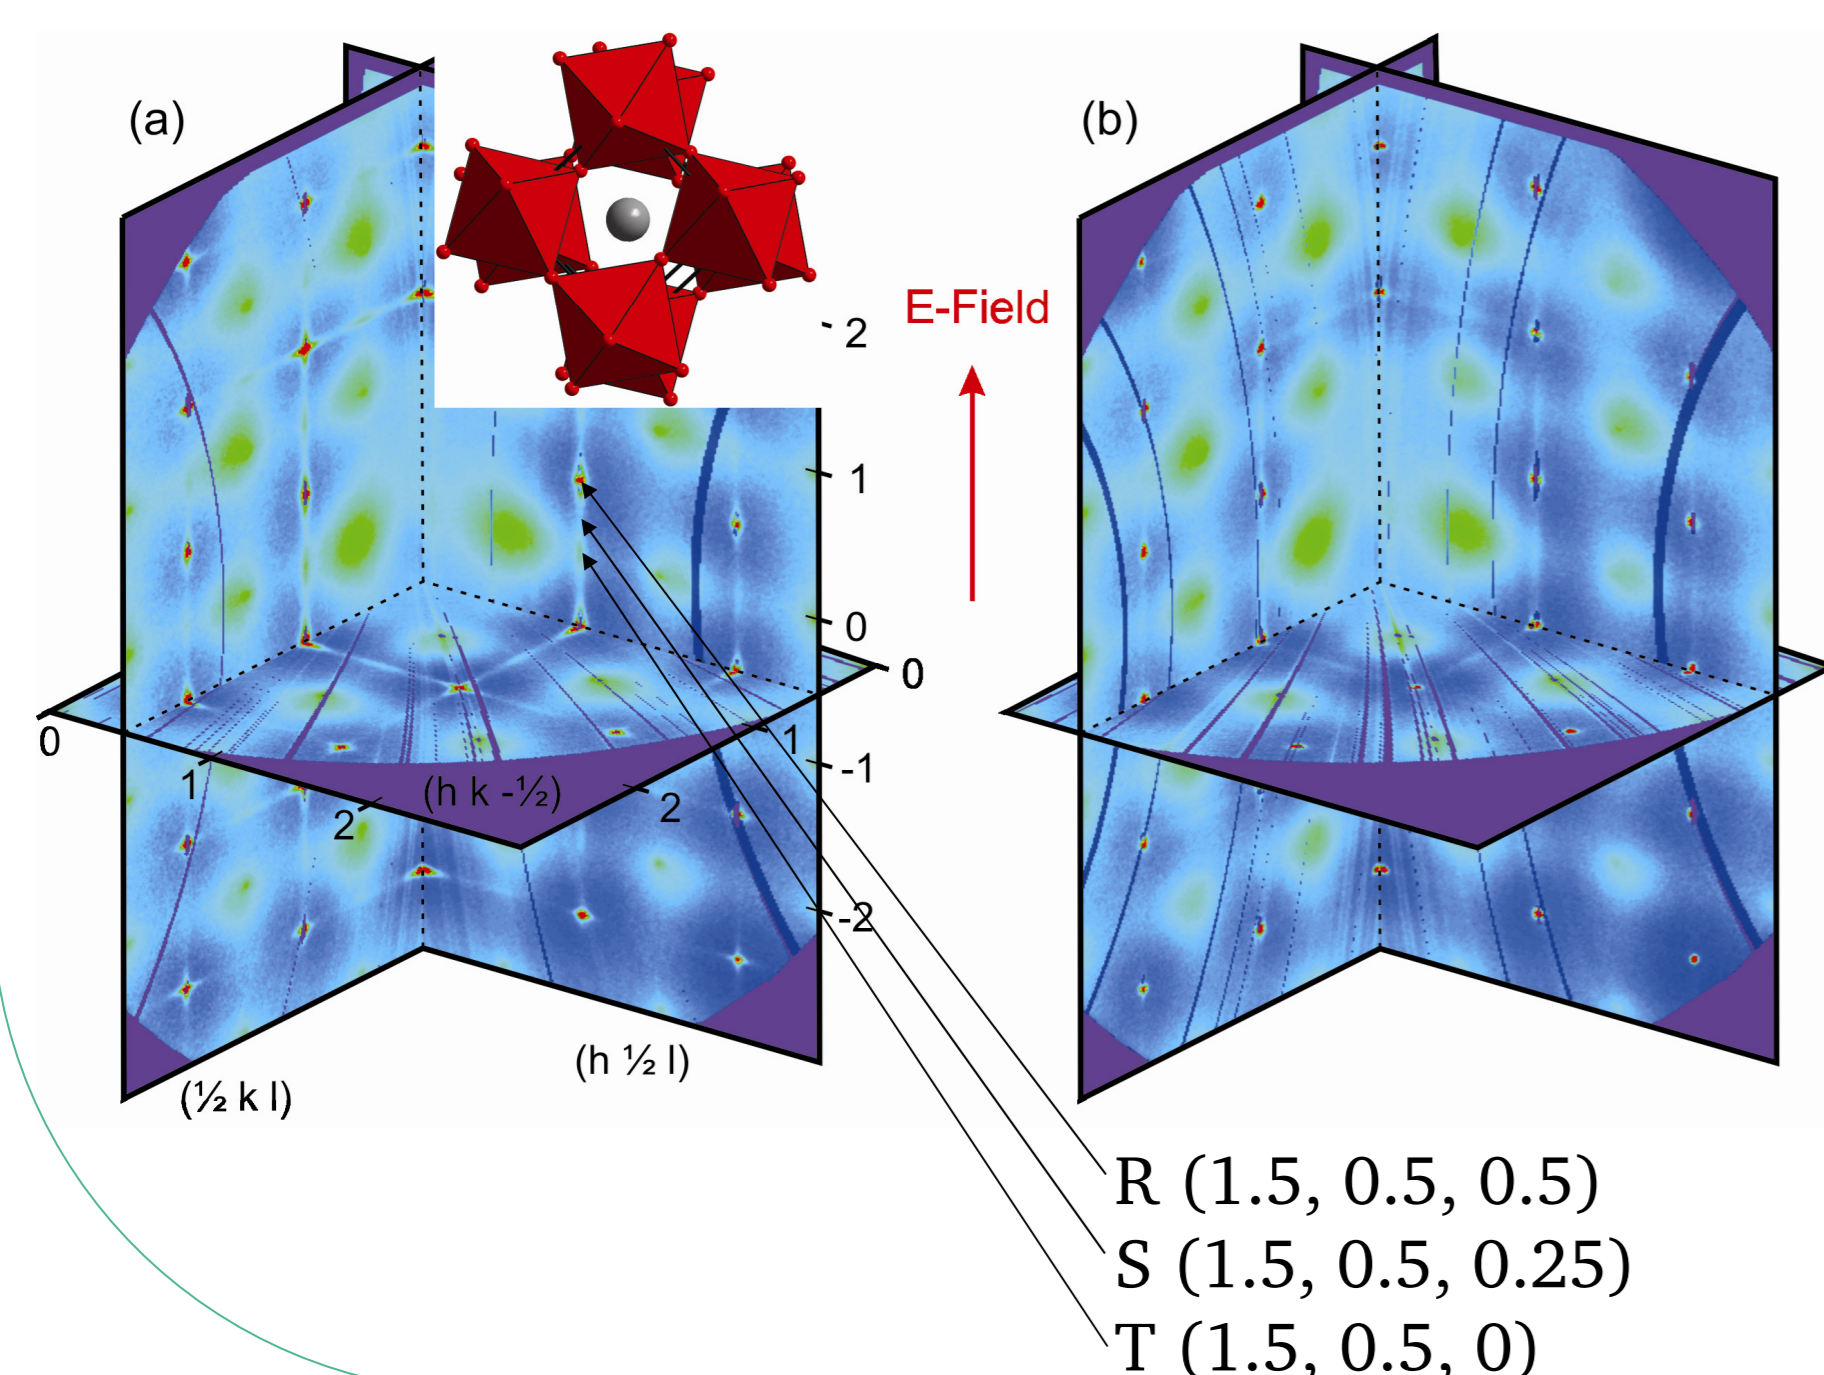 (a)
(b)
E-Field
2
1
0
-1
-2
0
0
1
2
1
2
(h k -½)
(½ k l)
(h ½ l)
R (1.5, 0.5, 0.5)
S (1.5, 0.5, 0.25)
T (1.5, 0.5, 0)